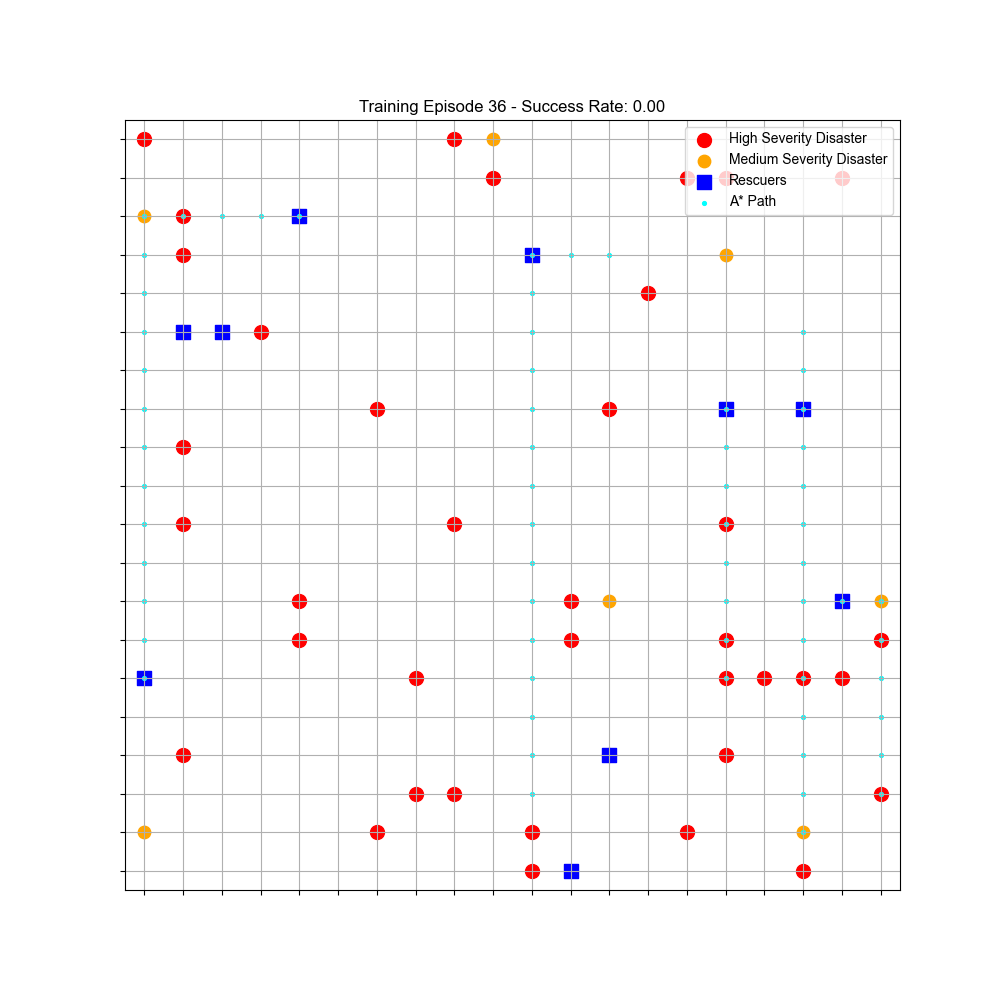 Training Episode 36 - Success Rate: 0.00
High Severity Disaster
Medium Severity Disaster
Rescuers
A* Path